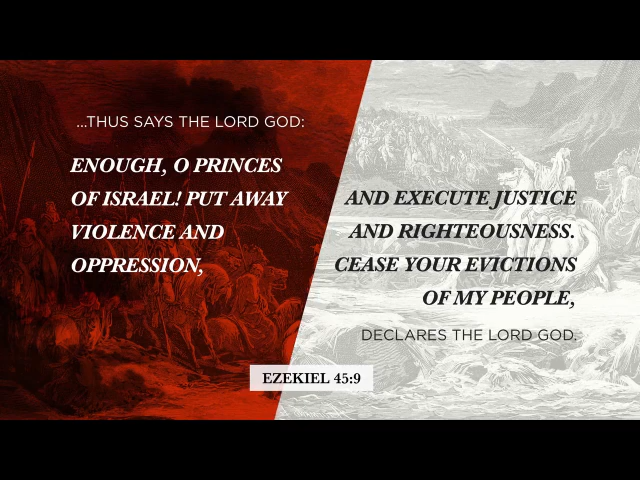 ...THUS SAYS THE LORD GOD:
ENOUGH, O PRINCES
OF ISRAEL! PUT AWAY
VIOLENCE AND
OPPRESSION,
AND EXECUTE JUSTICE
AND RIGHTEOUSNESS.
CEASE YOUR EVICTIONS
OF MY PEOPLE,
DECLARES THE LORD GOD.
EZEKIEL 45:9